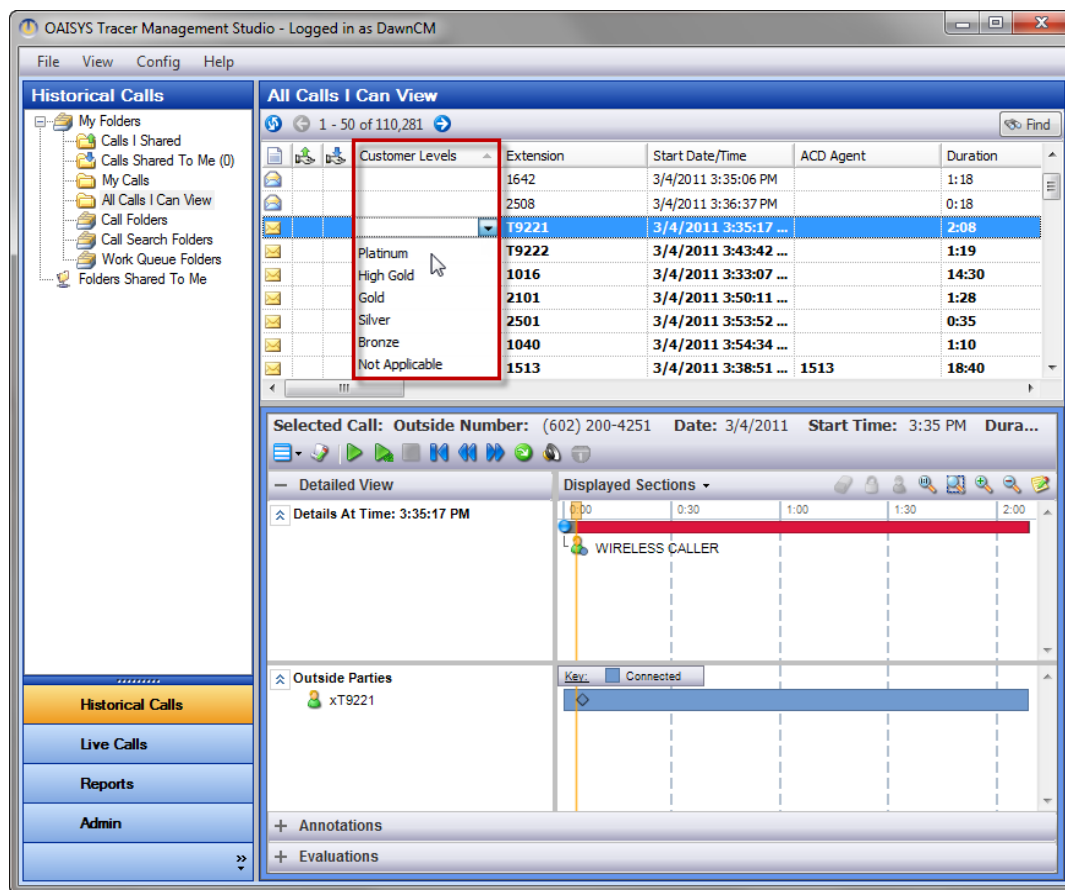 OAISYS Tracer Management Studio - Logged in as DawnCM
File View Config Help
Historical Calls
My Folders
Calls I Shared
Calls Shared To Me (0)
My Calls
All Calls I Can View
Call Folders
Call Search Folders
Work Queue Folders
Folders Shared To Me
Historical Calls
Live Calls
Reports
Admin
All Calls I Can View
1 - 50 of 110,281
Find
Customer Levels Extension Start Date/Time ACD Agent Duration
1642 3/4/2011 3:35:06 PM 1:18
2508 3/4/2011 3:36:37 PM 0:18
T9221 3/4/2011 3:35:17 ... 2:08
Platinum T9222 3/4/2011 3:43:42 ... 1:19
High Gold 1016 3/4/2011 3:33:07 ... 14:30
Gold 2101 3/4/2011 3:50:11 ... 1:28
Silver 2501 3/4/2011 3:53:52 ... 0:35
Bronze 1040 3/4/2011 3:54:34 ... 1:10
Not Applicable 1513 3/4/2011 3:38:51 ... 1513 18:40
Selected Call: Outside Number: (602) 200-4251 Date: 3/4/2011 Start Time: 3:35 PM Dura...
Detailed View Displayed Sections
Details At Time: 3:35:17 PM
0:00 0:30 1:00 1:30 2:00
WIRELESS CALLER
Outside Parties
xT9221
Key: Connected
Annotations
Evaluations